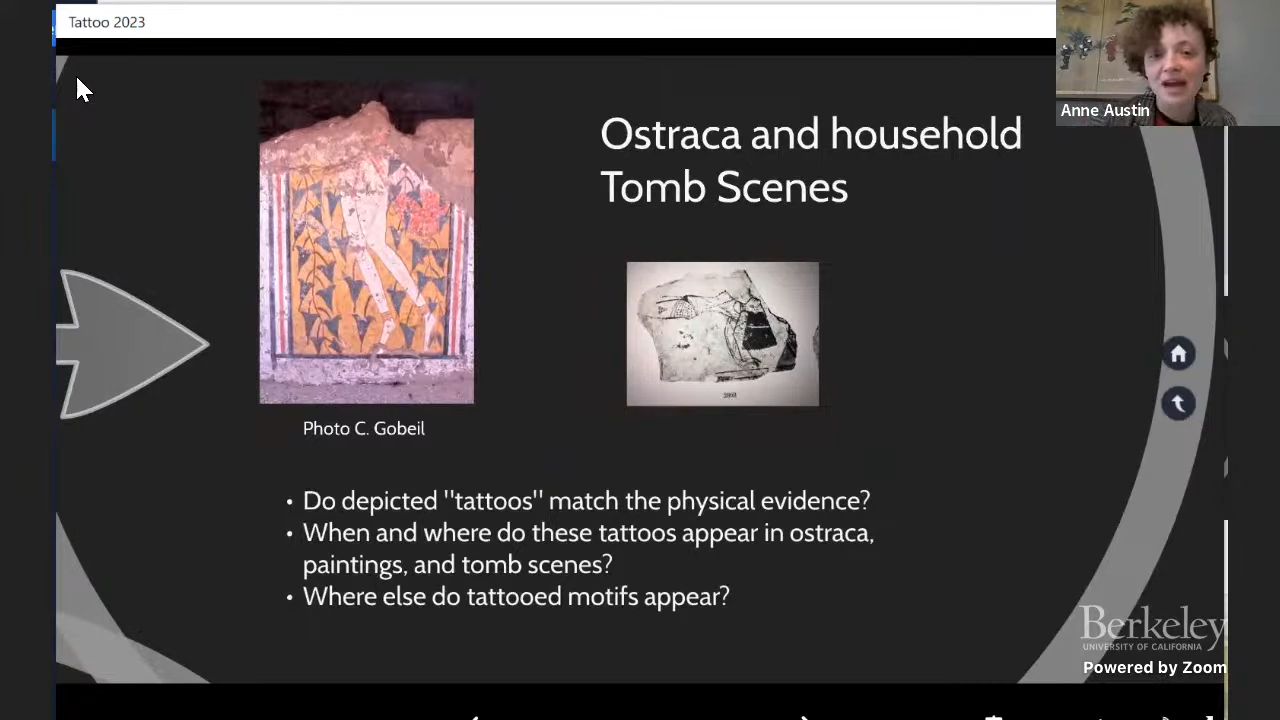 Tattoo 2023
Anne Austin
Ostraca and household
Tomb Scenes
Photo C. Gobeil
• Do depicted "tattoos" match the physical evidence?
• When and where do these tattoos appear in ostraca,
paintings, and tomb scenes?
• Where else do tattooed motifs appear?
Berkeley
UNIVERSITY OF CALIFORNIA
Powered by Zoom